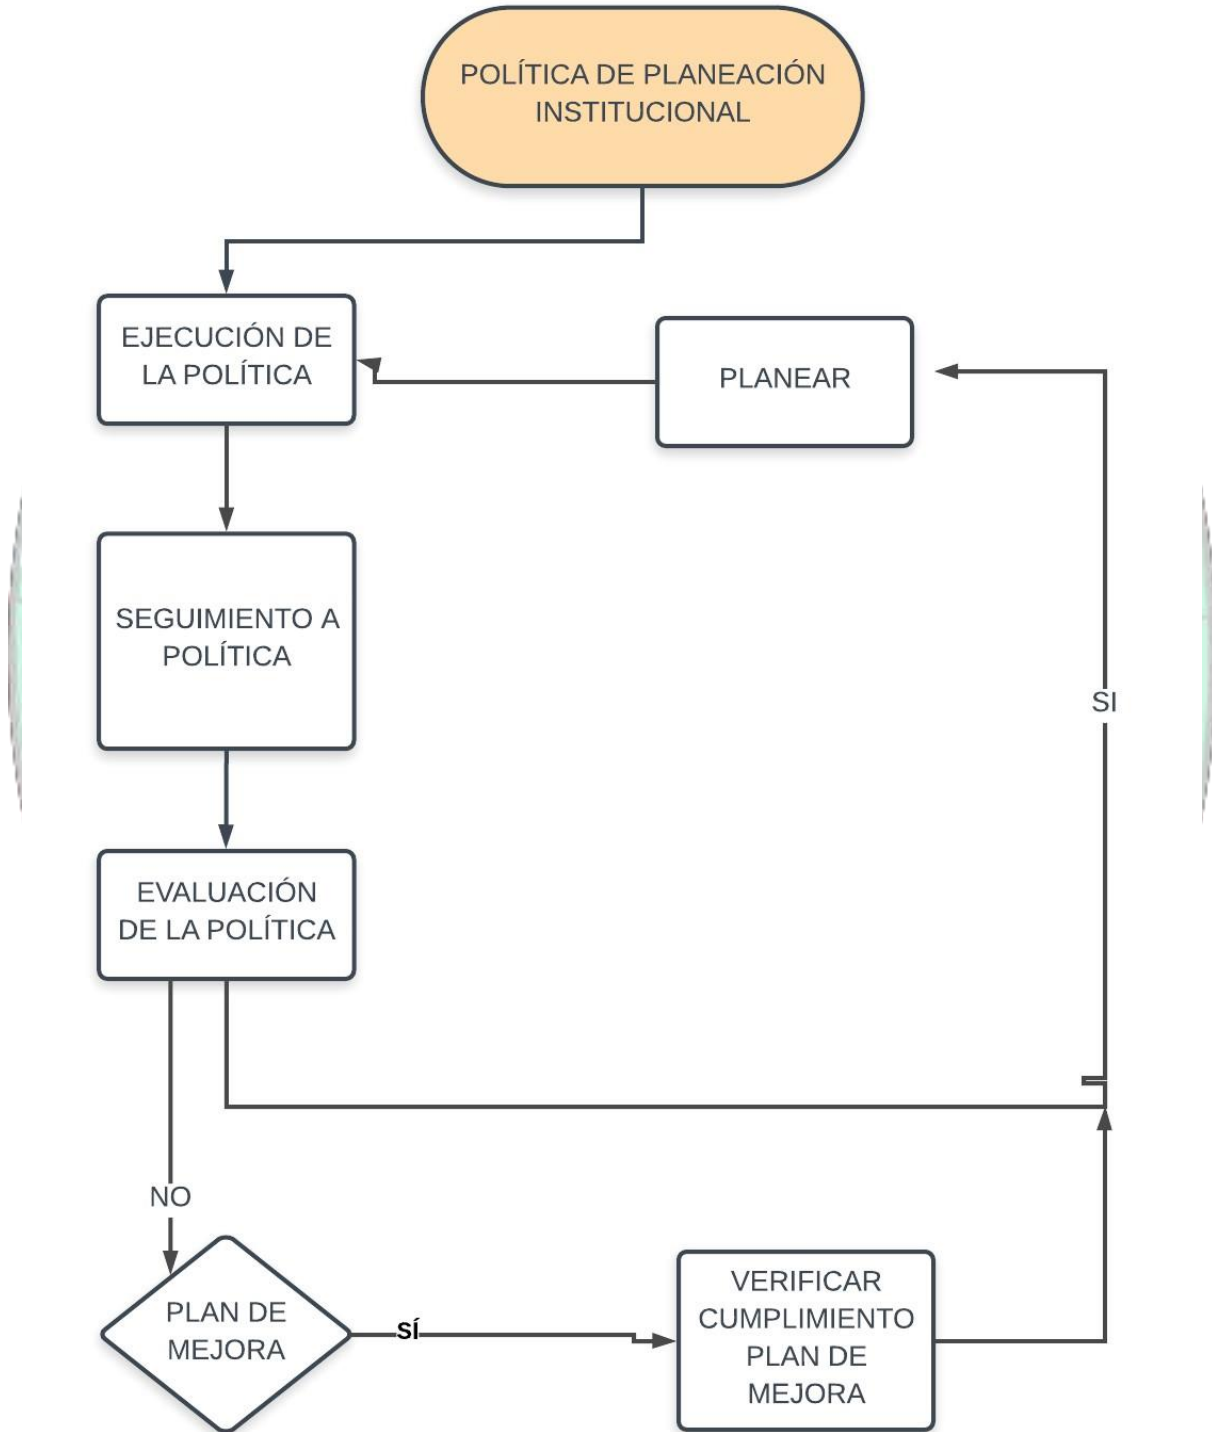 POLÍTICA DE PLANEACIÓN
INSTITUCIONAL
EJECUCIÓN DE
LA POLÍTICA
PLANEAR
SEGUIMIENTO A
POLÍTICA
SI
EVALUACIÓN
DE LA POLÍTICA
NO
PLAN DE
MEJORA
SÍ
VERIFICAR
CUMPLIMIENTO
PLAN DE
MEJORA